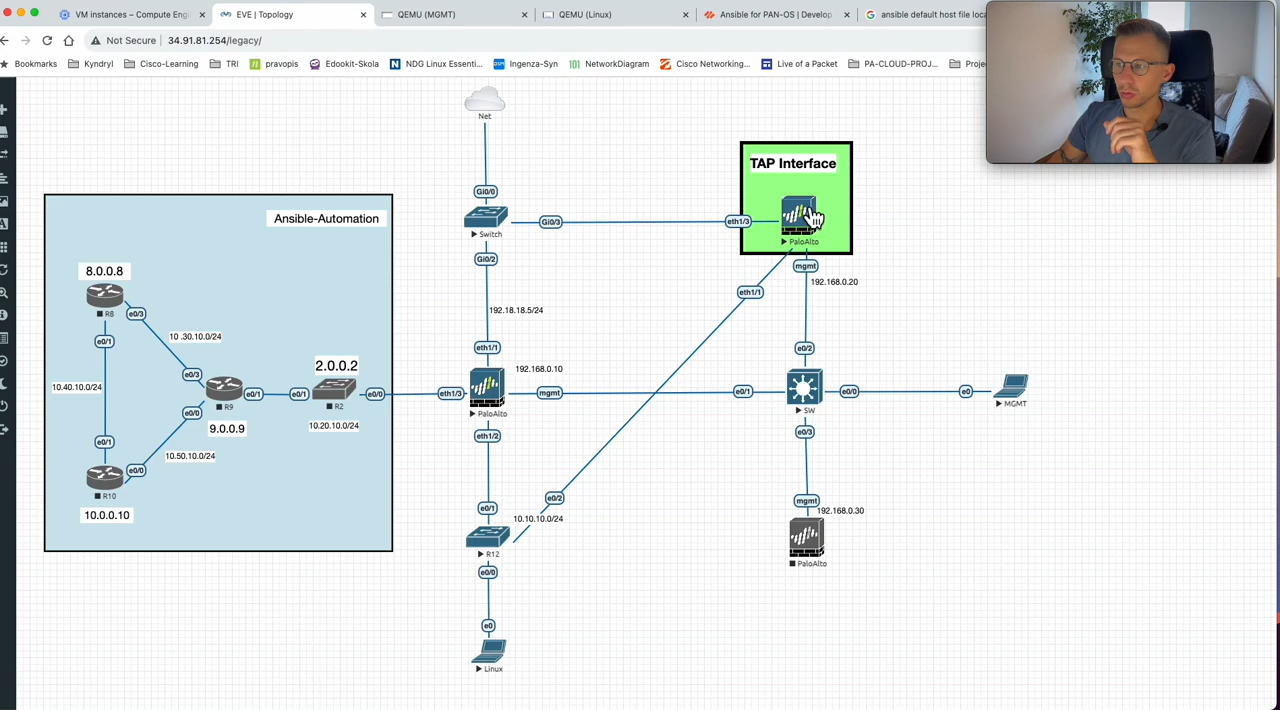 VM instances – Compute Engi
EVE | Topology
QEMU (MGMT)
QEMU (Linux)
Ansible for PAN-OS | Develop
ansible default host file loca
Not Secure
34.91.81.254/legacy/
Bookmarks
Kyndryl
Cisco-Learning
TRI
pravopis
Edookit-Skola
NDG Linux Essenti...
Ingenza-Syn
NetworkDiagram
Cisco Networking...
Live of a Packet
PA-CLOUD-PROJ...
Projec
Net
Gi0/0
Switch
Gi0/3
eth1/3
TAP Interface
PaloAlto
Gi0/2
mgmt
192.168.0.20
eth1/1
192.18.18.5/24
eth1/1
192.168.0.10
e0/2
Ansible-Automation
8.0.0.8
R8
e0/3
e0/1
10 .30.10.0/24
10.40.10.0/24
e0/3
R9
e0/1
e0/0
9.0.0.9
2.0.0.2
e0/1
R2
e0/0
10.20.10.0/24
eth1/3
PaloAlto
mgmt
e0/1
SW
e0/0
e0
MGMT
eth1/2
e0/3
e0/1
10.50.10.0/24
e0/0
R10
10.0.0.10
e0/2
e0/1
10.10.10.0/24
R12
e0/0
mgmt
192.168.0.30
PaloAlto
e0
Linux